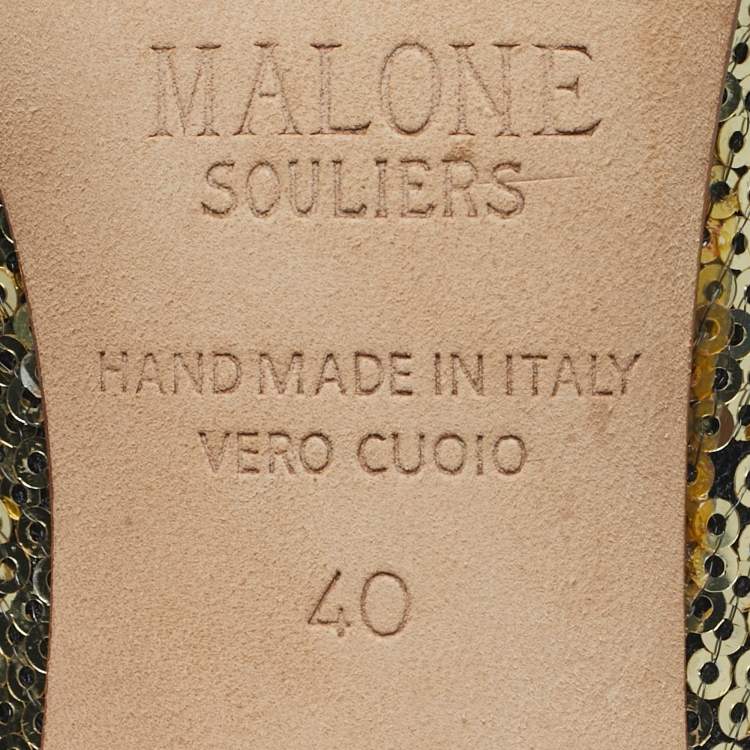 MALONE
SOULIERS
HAND MADE IN ITALY
VERO CUOIO
40